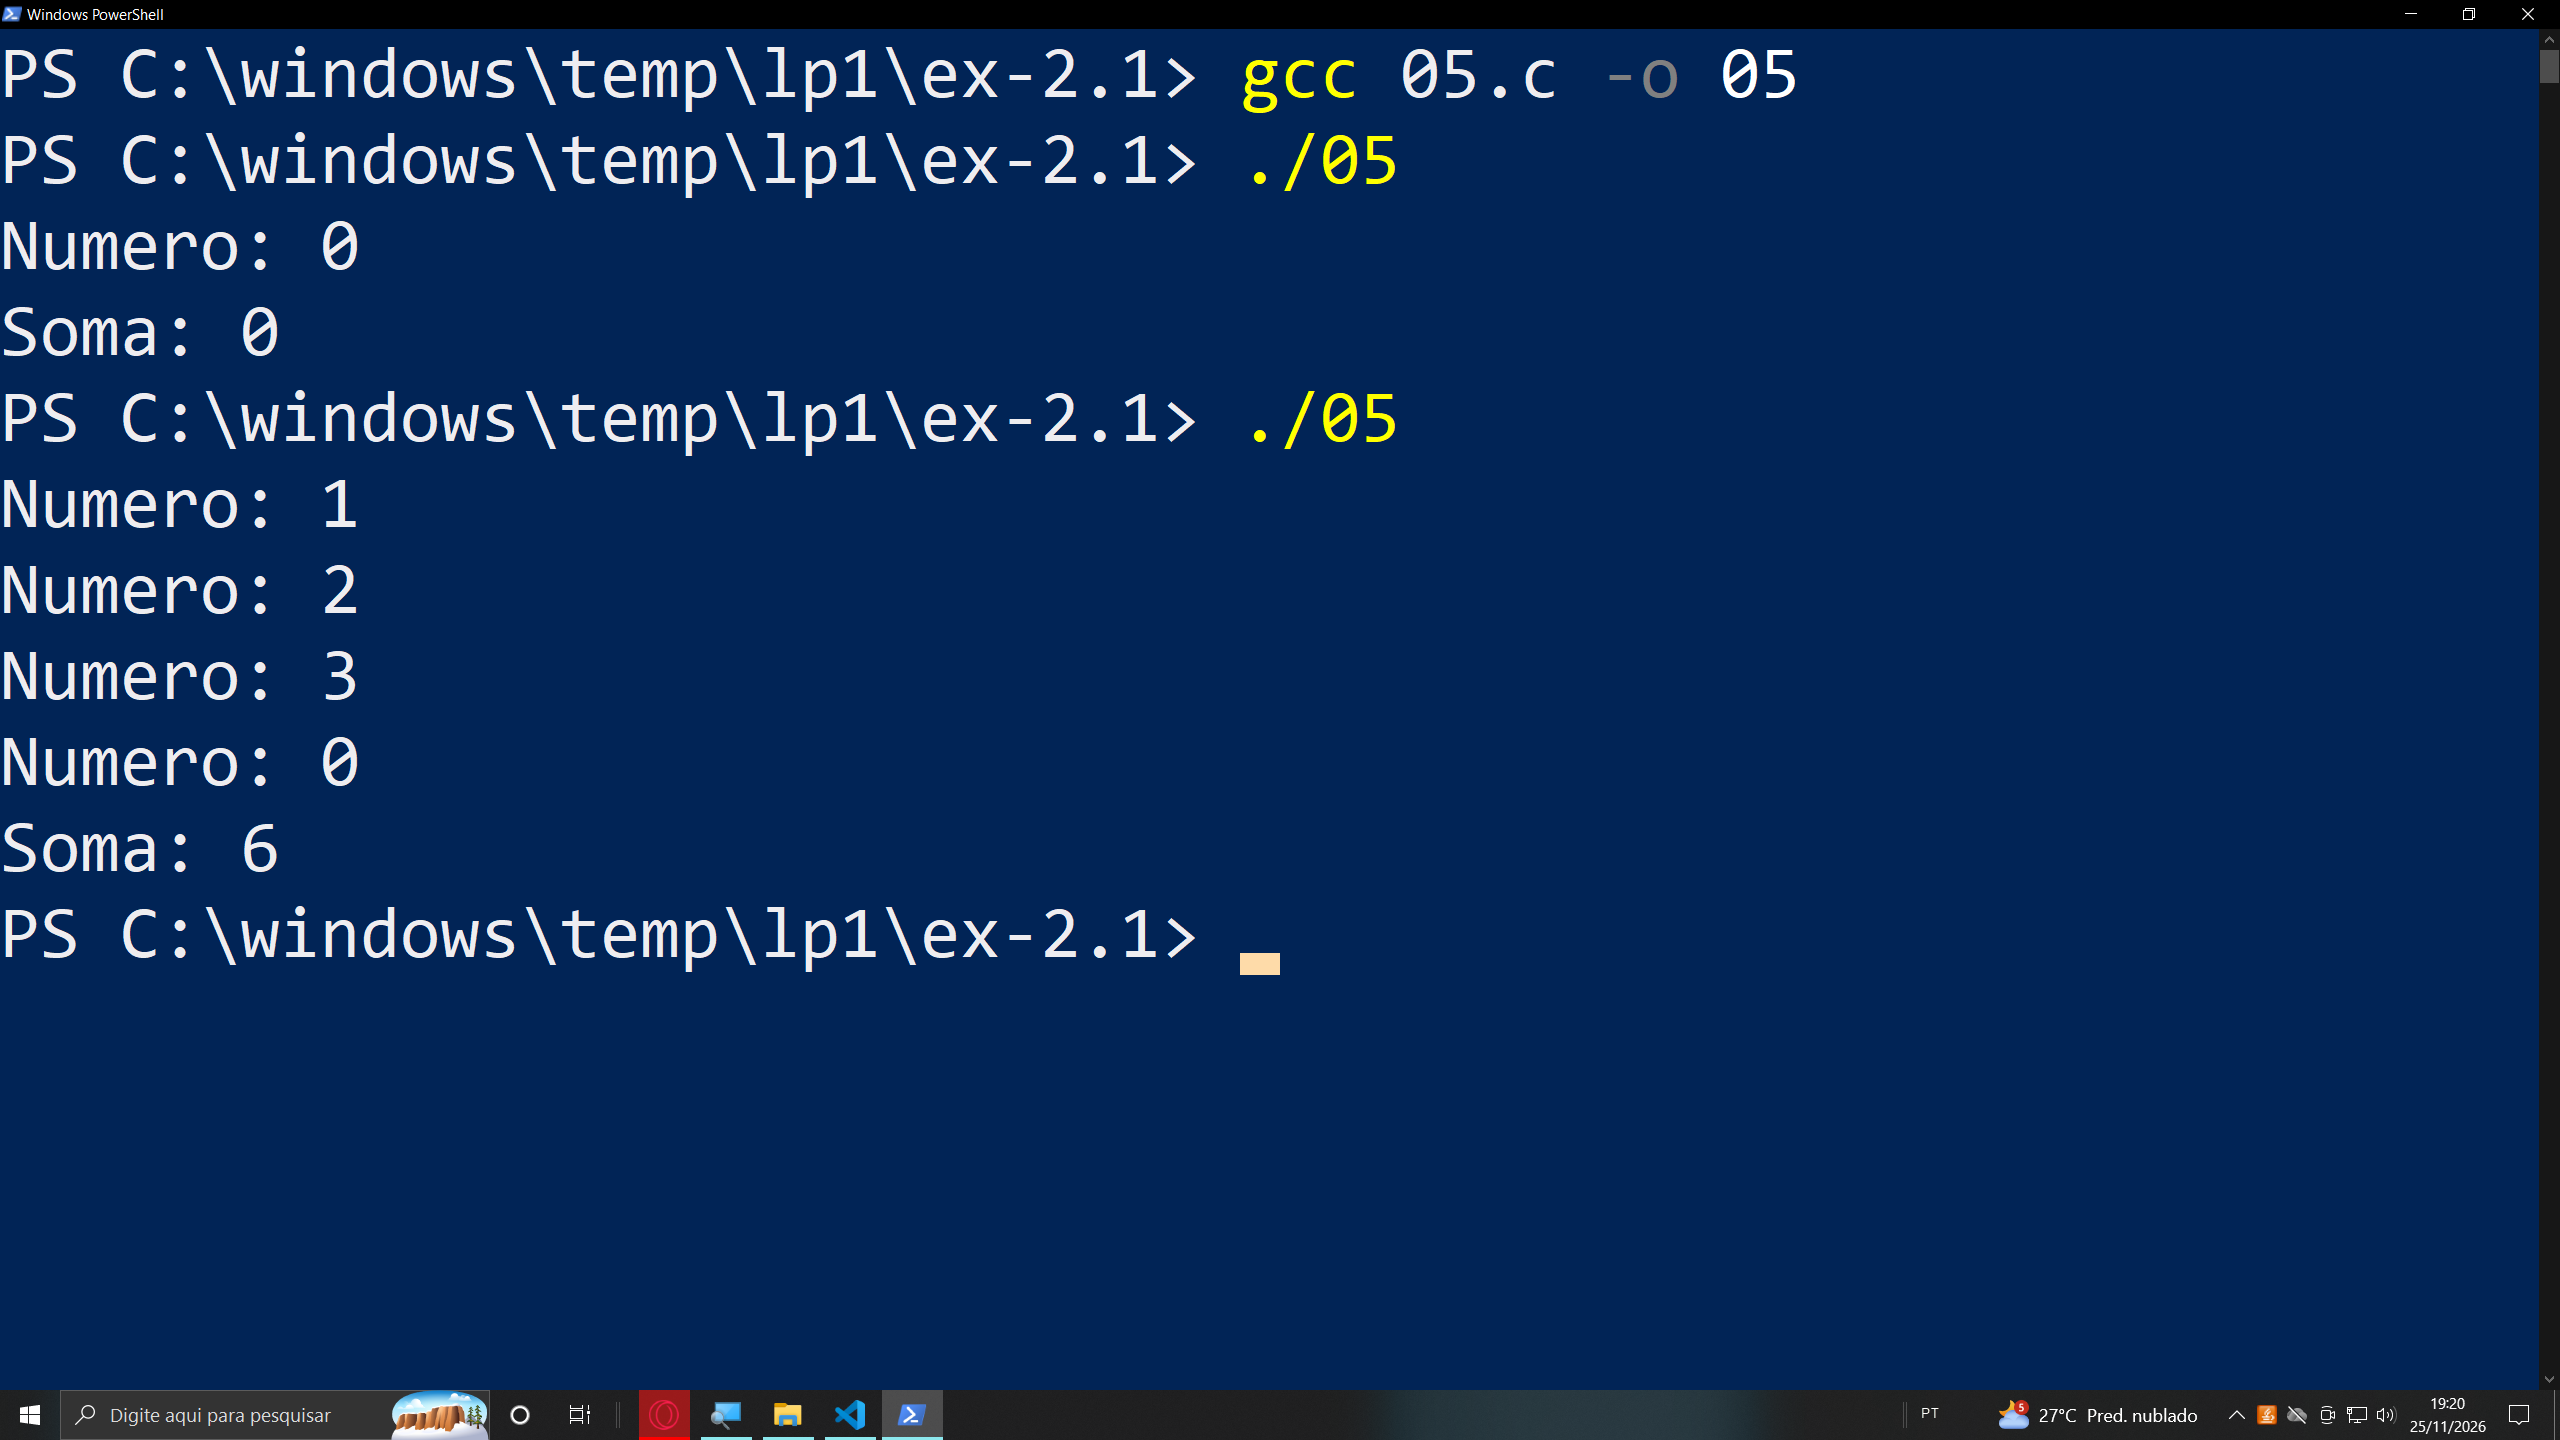 Windows PowerShell
PS C:\windows\temp\lp1\ex-2.1> gcc 05.c -o 05
PS C:\windows\temp\lp1\ex-2.1> ./05
Numero: 0
Soma: 0
PS C:\windows\temp\lp1\ex-2.1> ./05
Numero: 1
Numero: 2
Numero: 3
Numero: 0
Soma: 6
PS C:\windows\temp\lp1\ex-2.1>
Digite aqui para pesquisar
PT
5
27°C Pred. nublado
19:20
25/11/2026